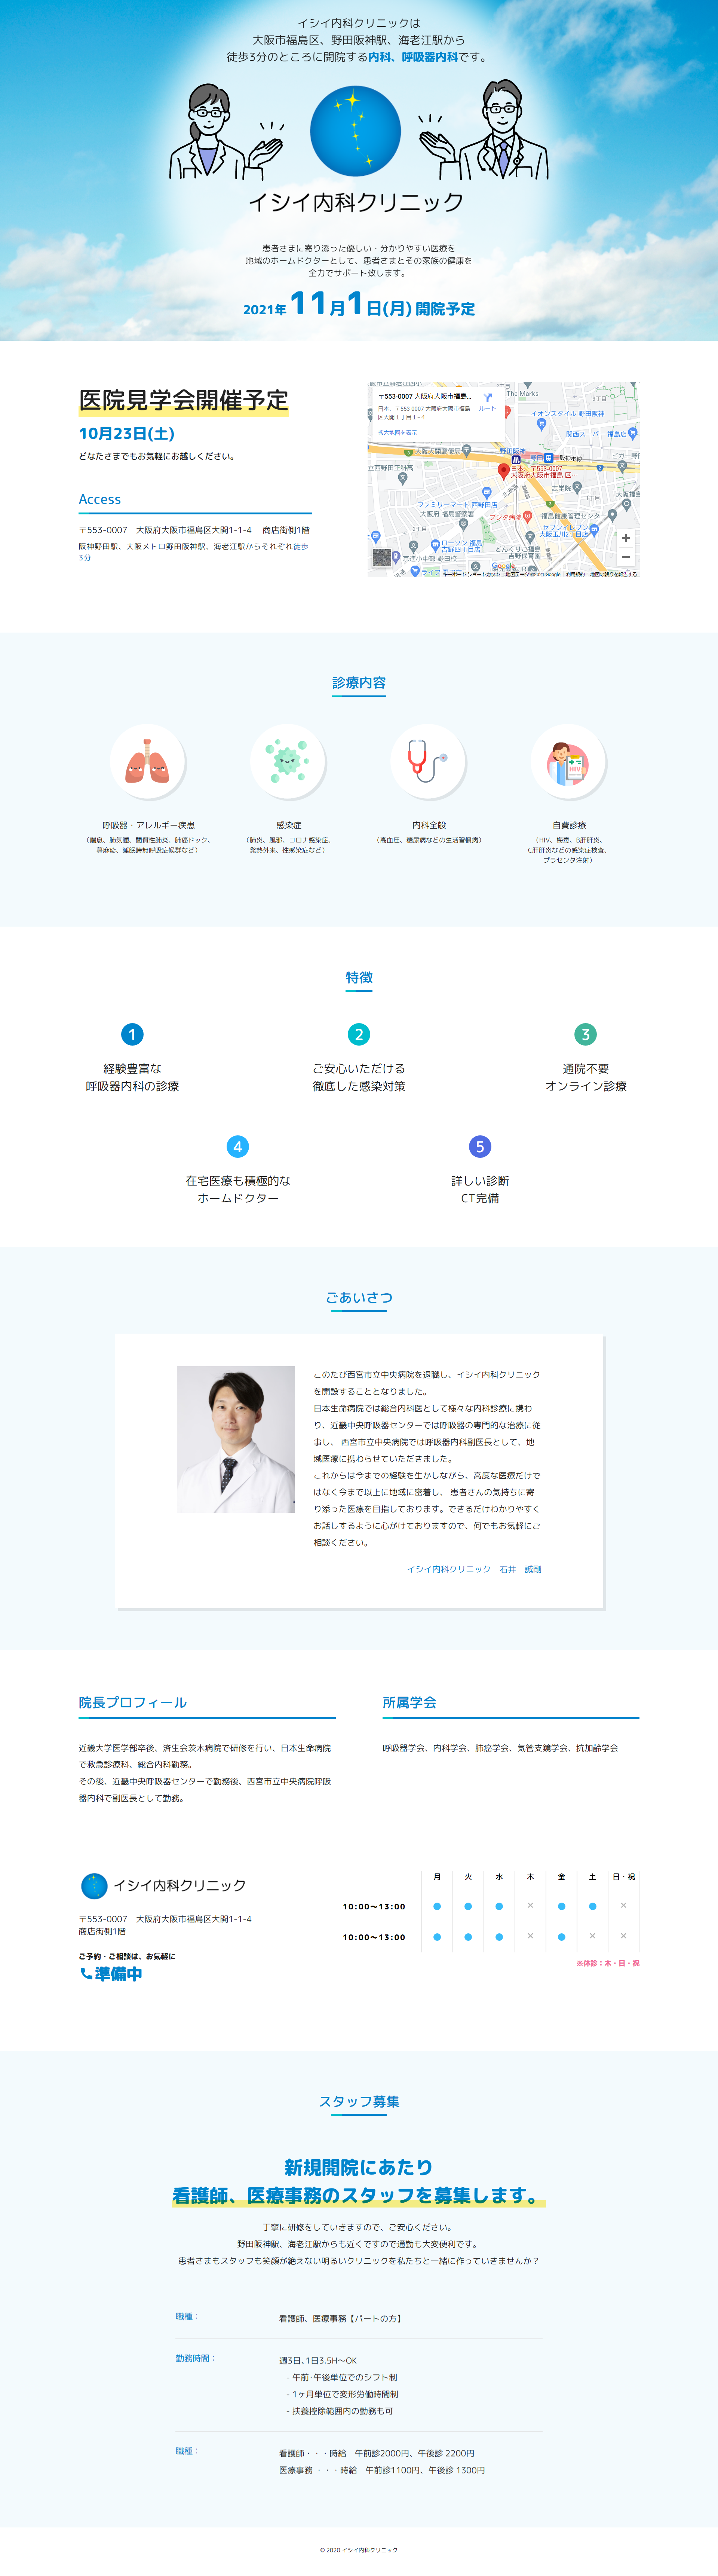 イシイ内科クリニックは
大阪市福島区、野田阪神駅、海老江駅から
徒歩3分のところに開院する内科、呼吸器内科です。
イシイ内科クリニック
患者さまに寄り添った優しい・分かりやすい医療を
地域のホームドクターとして、患者さまとその家族の健康を
全力でサポート致します。
2021年 11月1日(月) 開院予定
医院見学会開催予定
10月23日(土)
どなたさまでもお気軽にお越しください。
Access
〒553-0007　大阪府大阪市福島区大開1-1-4　商店街側1階
阪神野田駅、大阪メトロ野田阪神駅、海老江駅からそれぞれ徒歩
3分
〒553-0007 大阪府大阪市福島...
日本、〒553-0007 大阪府大阪市福島
区大開１丁目１−４
ルート
拡大地図を表示
The Marks
イオンスタイル 野田阪神
関西スーパー 福島店
大阪大開郵便局
野田阪神
阪神本線
日本、〒553-0007
大阪府大阪市福島 区…
志学院
ファミリーマート 西野田店
大阪府 福島警察署
フジタ病院
福島健康管理センター
セブンイレブン
大阪玉川2丁目店
ローソン 福島
吉野四丁目店
どんぐりこ福島
吉野保育園
京進小中部 野田校
Google
キーボード ショートカット
利用規約
地図の誤りを報告する
診療内容
呼吸器・アレルギー疾患
（喘息、肺気腫、間質性肺炎、肺癌ドック、
蕁麻疹、睡眠時無呼吸症候群など）
感染症
（肺炎、風邪、コロナ感染症、
発熱外来、性感染症など）
内科全般
（高血圧、糖尿病などの生活習慣病）
HIV
自費診療
（HIV、梅毒、B肝肝炎、
C肝肝炎などの感染症検査、
プラセンタ注射）
特徴
1
経験豊富な
呼吸器内科の診療
2
ご安心いただける
徹底した感染対策
3
通院不要
オンライン診療
4
在宅医療も積極的な
ホームドクター
5
詳しい診断
CT完備
ごあいさつ
このたび西宮市立中央病院を退職し、イシイ内科クリニック
を開設することとなりました。
日本生命病院では総合内科医として様々な内科診療に携わ
り、近畿中央呼吸器センターでは呼吸器の専門的な治療に従
事し、 西宮市立中央病院では呼吸器内科副医長として、地
域医療に携わらせていただきました。
これからは今までの経験を生かしながら、高度な医療だけで
はなく今まで以上に地域に密着し、 患者さんの気持ちに寄
り添った医療を目指しております。できるだけわかりやすく
お話しするように心がけておりますので、何でもお気軽にご
相談ください。
イシイ内科クリニック　石井　誠剛
院長プロフィール
近畿大学医学部卒後、済生会茨木病院で研修を行い、日本生命病院
で救急診療科、総合内科勤務。
その後、近畿中央呼吸器センターで勤務後、西宮市立中央病院呼吸
器内科で副医長として勤務。
所属学会
呼吸器学会、内科学会、肺癌学会、気管支鏡学会、抗加齢学会
イシイ内科クリニック
〒553-0007　大阪府大阪市福島区大開1-1-4
商店街側1階
ご予約・ご相談は、お気軽に
準備中
月 火 水 木 金 土 日・祝
10:00〜13:00 ● ● ● × ● ● ×
10:00〜13:00 ● ● ● × ● × ×
※休診：木・日・祝
スタッフ募集
新規開院にあたり
看護師、医療事務のスタッフを募集します。
丁寧に研修をしていきますので、ご安心ください。
野田阪神駅、海老江駅からも近くですので通勤も大変便利です。
患者さまもスタッフも笑顔が絶えない明るいクリニックを私たちと一緒に作っていきませんか？
職種：
看護師、医療事務【パートの方】
勤務時間：
週3日､1日3.5H〜OK
- 午前･午後単位でのシフト制
- 1ヶ月単位で変形労働時間制
- 扶養控除範囲内の勤務も可
職種：
看護師・・・時給　午前診2000円、午後診 2200円
医療事務 ・・・時給　午前診1100円、午後診 1300円
© 2020 イシイ内科クリニック